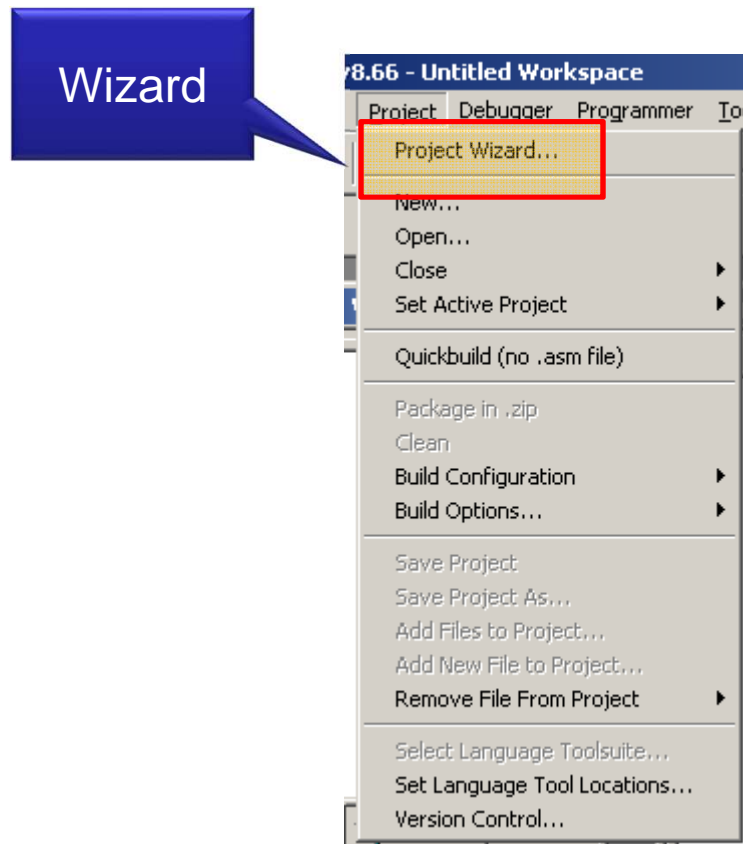 Wizard
v8.66 - Untitled Workspace
Project Debugger Programmer To
Project Wizard...
New...
Open...
Close
Set Active Project
Quickbuild (no .asm file)
Package in .zip
Clean
Build Configuration
Build Options...
Save Project
Save Project As...
Add Files to Project...
Add New File to Project...
Remove File From Project
Select Language Toolsuite...
Set Language Tool Locations...
Version Control...